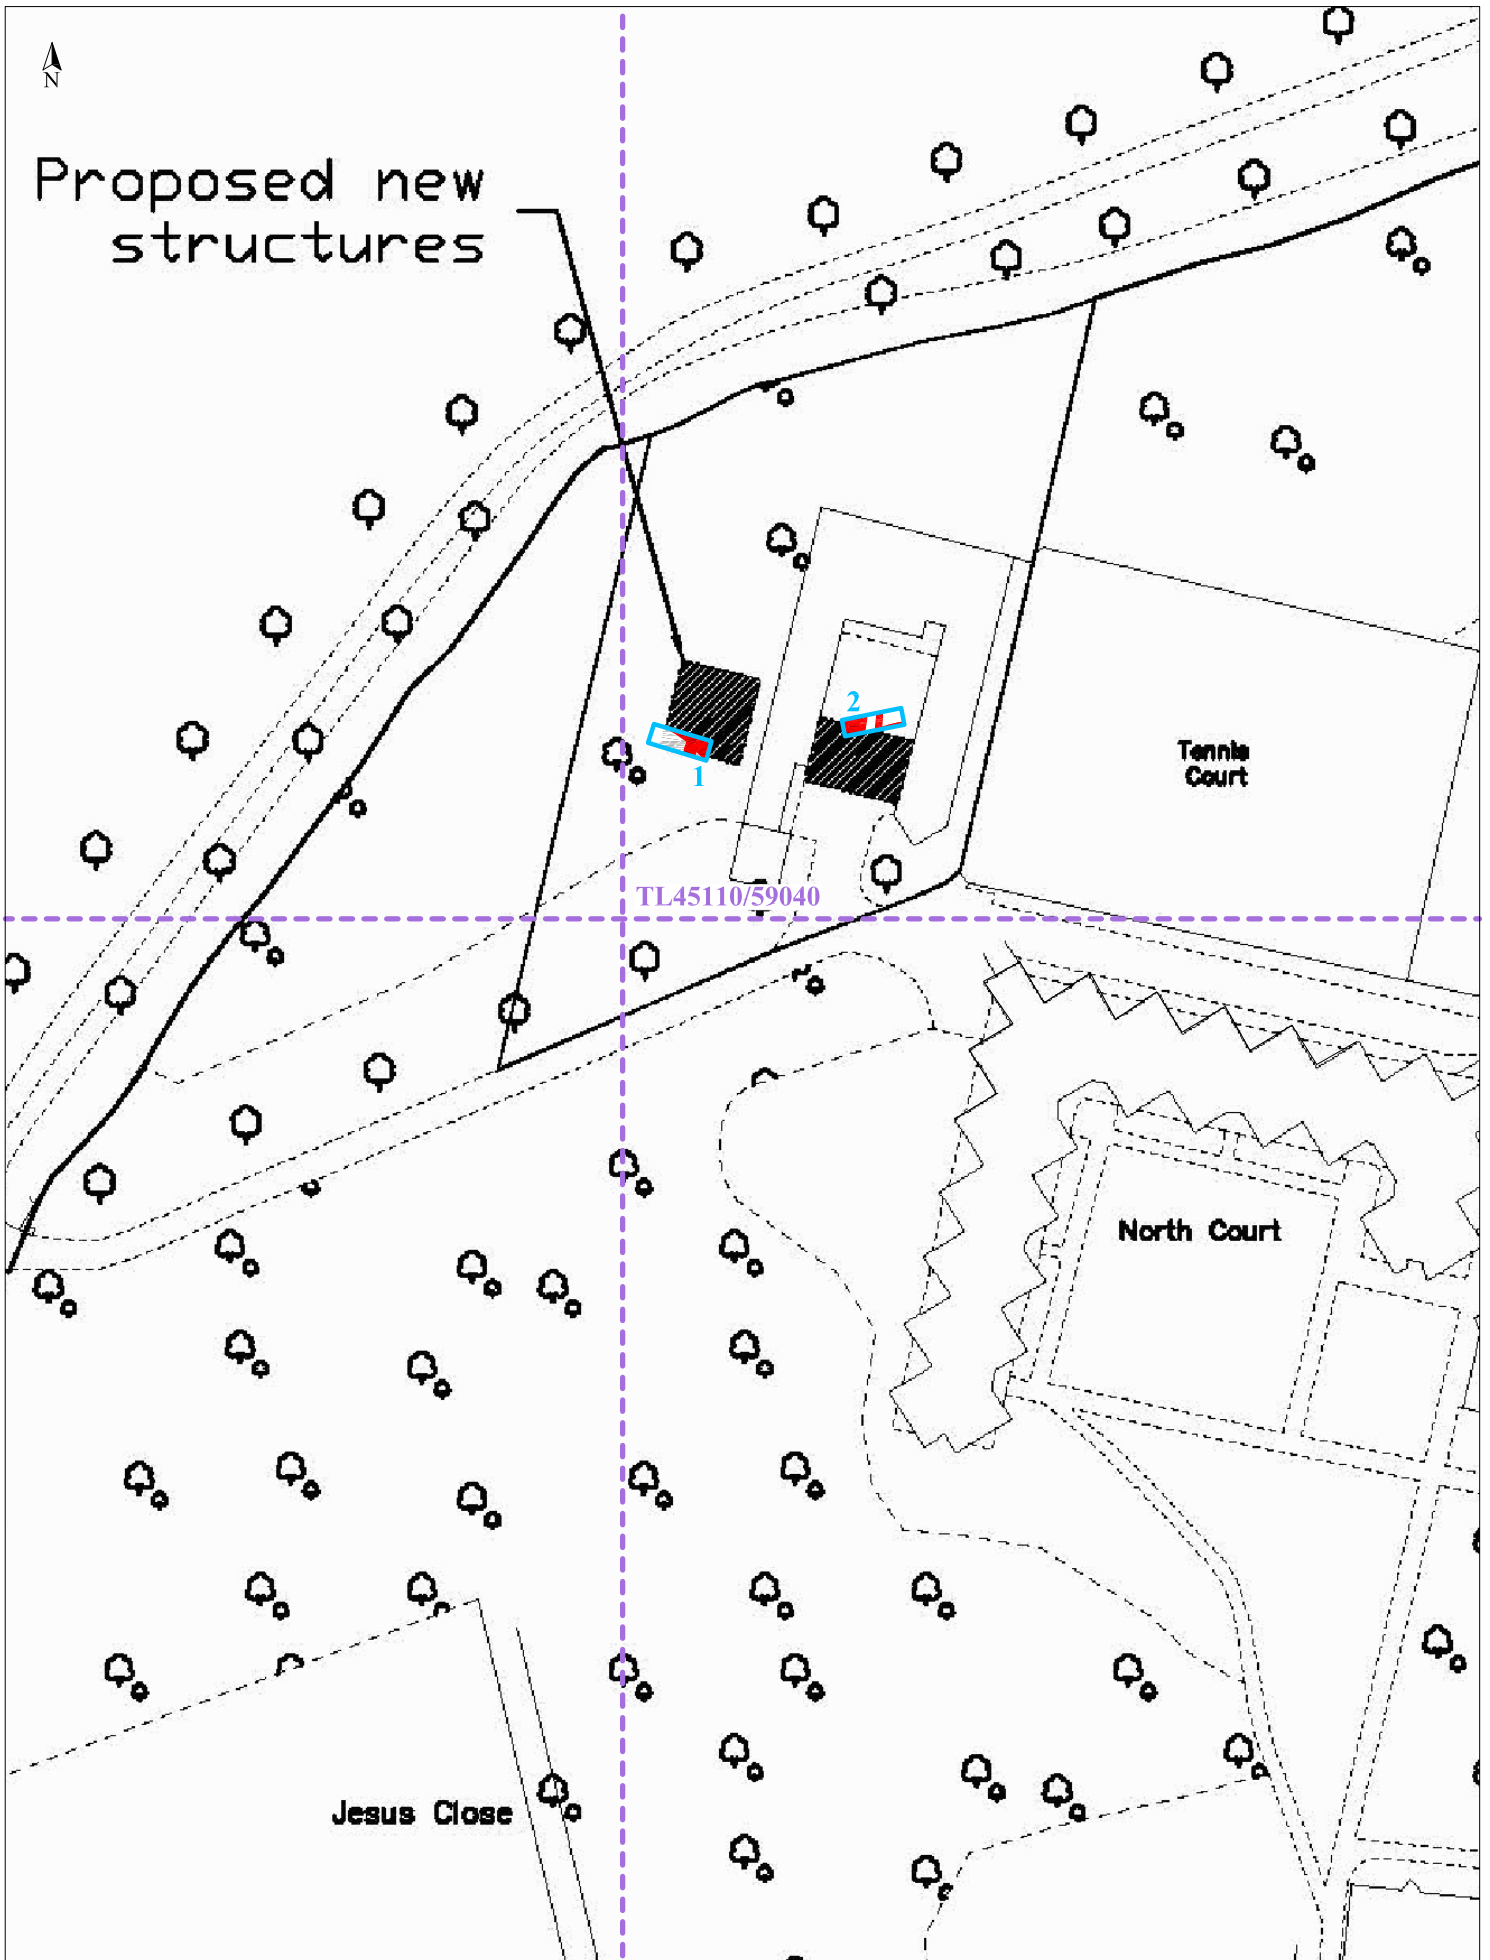 N
Proposed new
structures
2
1
Tennis
Court
TL45110/59040
North Court
Jesus Close